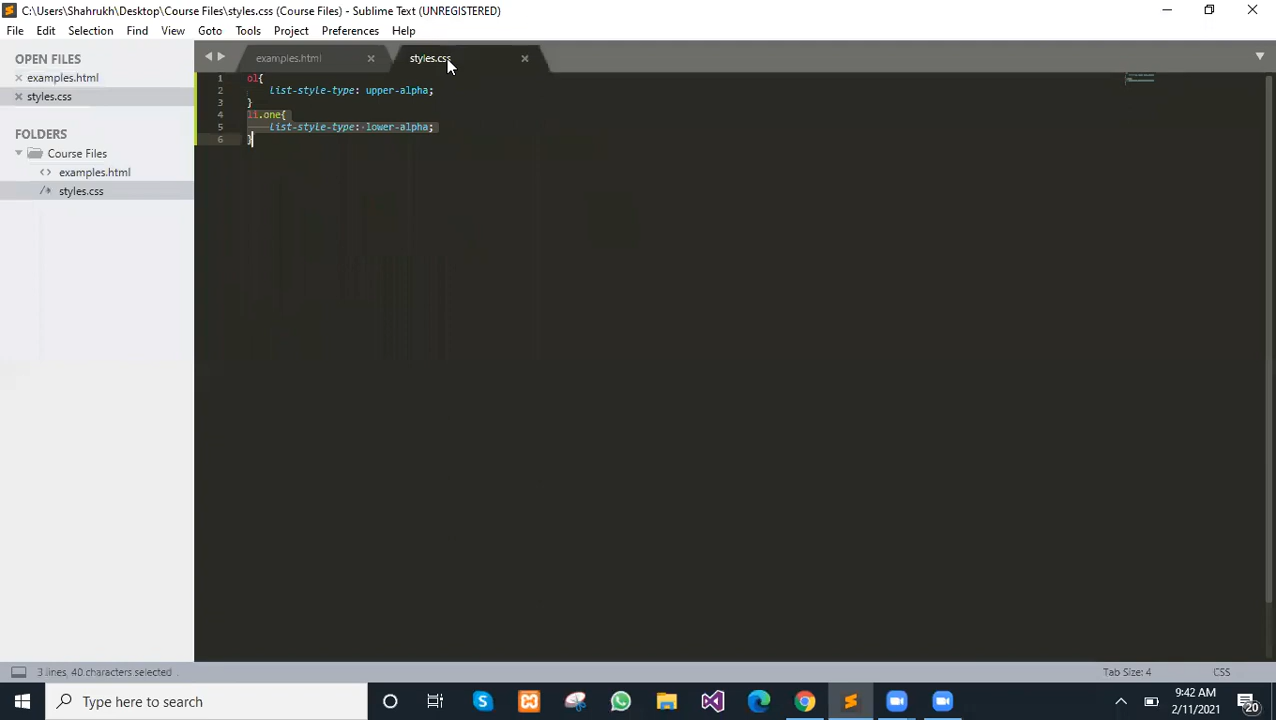 C:\Users\Shahrukh\Desktop\Course Files\styles.css (Course Files) - Sublime Text (UNREGISTERED)
File Edit Selection Find View Goto Tools Project Preferences Help
OPEN FILES
examples.html
styles.css
FOLDERS
Course Files
examples.html
styles.css
examples.html
styles.css
1 ol{
2 list-style-type: upper-alpha;
3 }
4 li.one{
5 list-style-type: lower-alpha;
6 }
3 lines, 40 characters selected
Tab Size: 4
CSS
Type here to search
9:42 AM
2/11/2021
20